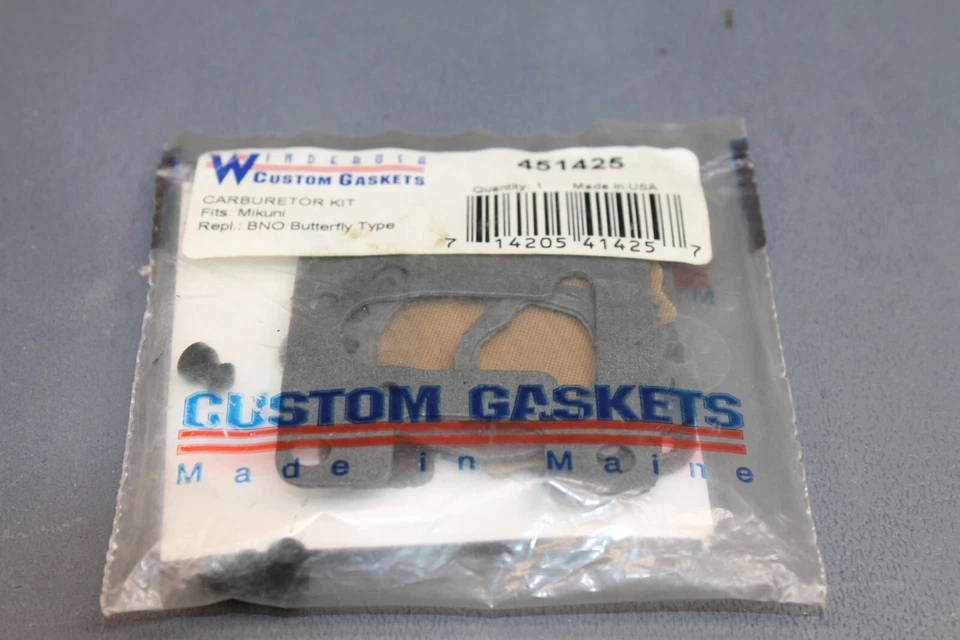 WINDEROSA
CUSTOM GASKETS
451425
Quantity: 1 Made in USA
CARBURETOR KIT
Fits: Mikuni
Repl.: BNO Butterfly Type
7 14205 41425 7
CUSTOM GASKETS
Made in Maine